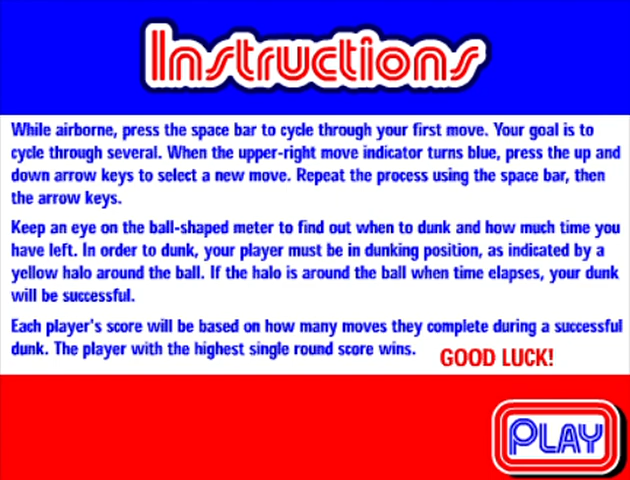 Instructions
While airborne, press the space bar to cycle through your first move. Your goal is to
cycle through several. When the upper-right move indicator turns blue, press the up and
down arrow keys to select a new move. Repeat the process using the space bar, then
the arrow keys.
Keep an eye on the ball-shaped meter to find out when to dunk and how much time you
have left. In order to dunk, your player must be in dunking position, as indicated by a
yellow halo around the ball. If the halo is around the ball when time elapses, your dunk
will be successful.
Each player's score will be based on how many moves they complete during a successful
dunk. The player with the highest single round score wins.
GOOD LUCK!
PLAY